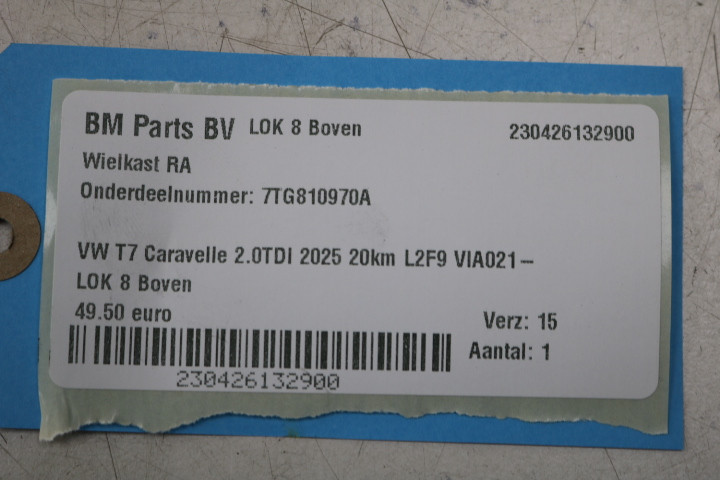 BM Parts BV LOK 8 Boven 230426132900
Wielkast RA
Onderdeelnummer: 7TG810970A
VW T7 Caravelle 2.0TDI 2025 20km L2F9 VIA021-
LOK 8 Boven
49.50 euro
Verz: 15
Aantal: 1
230426132900